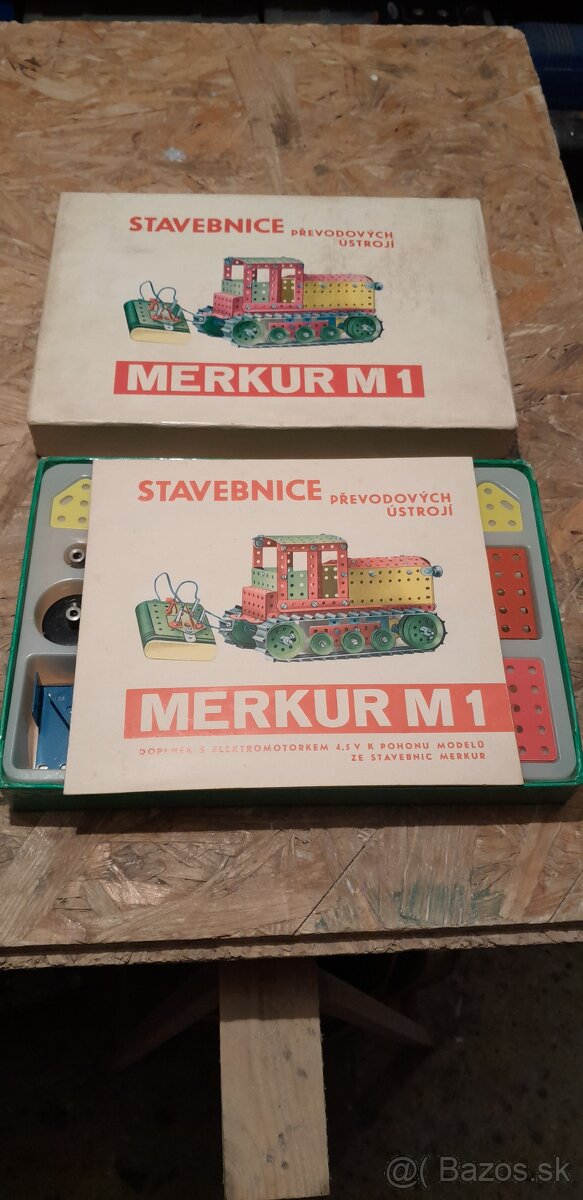 STAVEBNICE PŘEVODOVÝCH
ÚSTROJÍ
MERKUR M 1
STAVEBNICE PŘEVODOVÝCH
ÚSTROJÍ
MERKUR M 1
DOPLNĚK S ELEKTROMOTORKEM 4,5 V K POHONU MODELŮ
ZE STAVEBNIC MERKUR
@( Bazos.sk